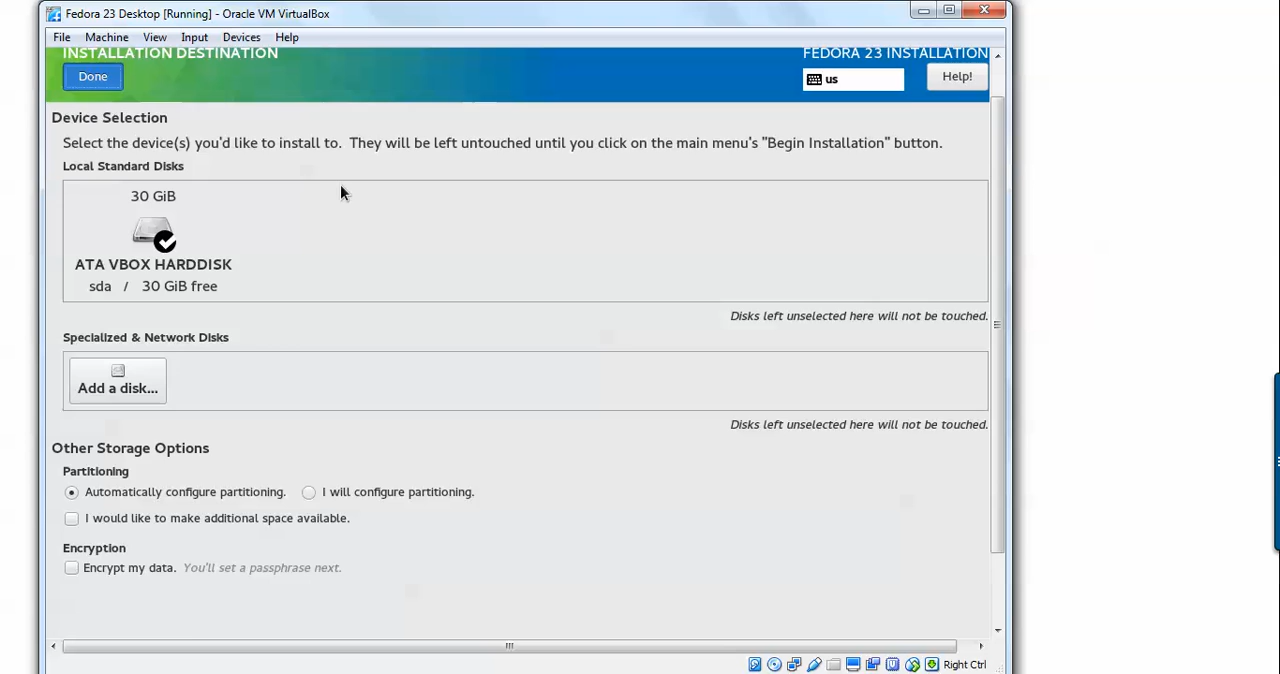 Fedora 23 Desktop [Running] - Oracle VM VirtualBox
File Machine View Input Devices Help
INSTALLATION DESTINATION
FEDORA 23 INSTALLATION
Done
us
Help!
Device Selection
Select the device(s) you'd like to install to. They will be left untouched until you click on the main menu's "Begin Installation" button.
Local Standard Disks
30 GiB
ATA VBOX HARDDISK
sda / 30 GiB free
Disks left unselected here will not be touched.
Specialized & Network Disks
Add a disk...
Disks left unselected here will not be touched.
Other Storage Options
Partitioning
Automatically configure partitioning. I will configure partitioning.
I would like to make additional space available.
Encryption
Encrypt my data. You'll set a passphrase next.
Right Ctrl